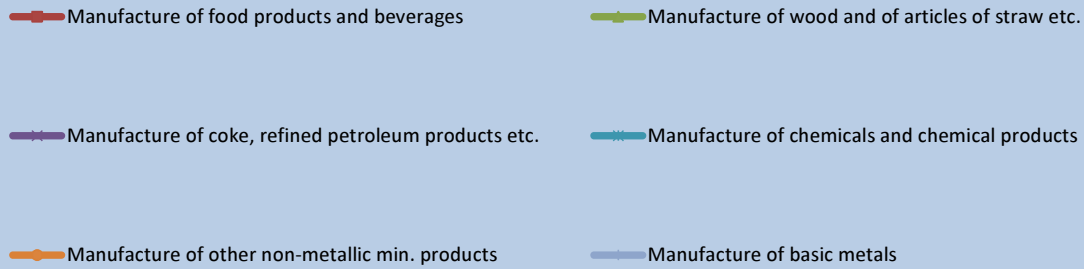 Manufacture of food products and beverages
Manufacture of wood and of articles of straw etc.
Manufacture of coke, refined petroleum products etc.
Manufacture of chemicals and chemical products
Manufacture of other non-metallic min. products
Manufacture of basic metals